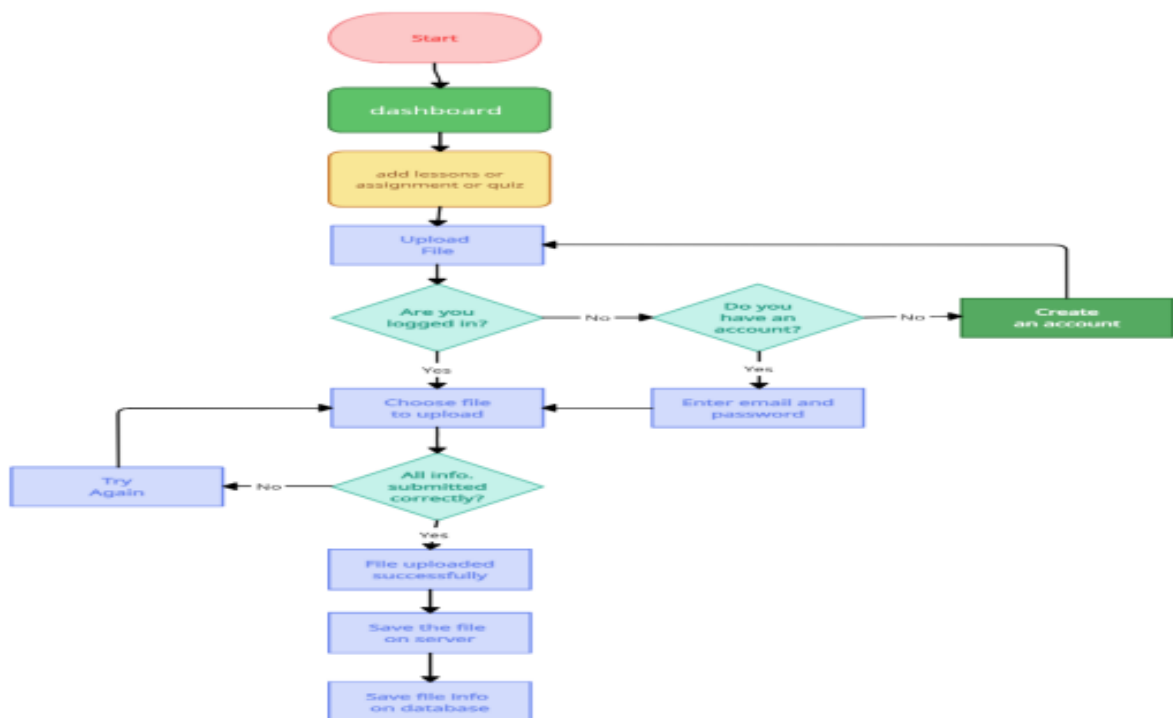 Start
dashboard
add lessons or
assignment or quiz
Upload
File
Are you
logged in?
No
Do you
have an
account?
No
Create
an account
Yes
Yes
Choose file
to upload
Enter email and
password
All info.
submitted
correctly?
No
Try
Again
Yes
File uploaded
successfully
Save the file
on server
Save file Info
on database